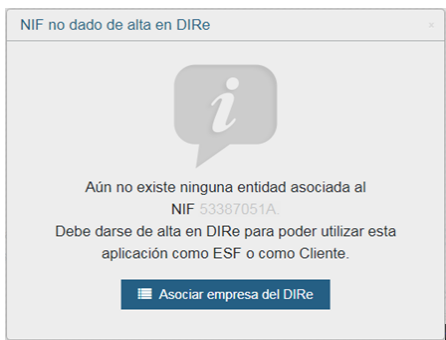 NIF no dado de alta en DIRe ×
Aún no existe ninguna entidad asociada al
NIF 53387051A.
Debe darse de alta en DIRe para poder utilizar esta
aplicación como ESF o como Cliente.
Asociar empresa del DIRe